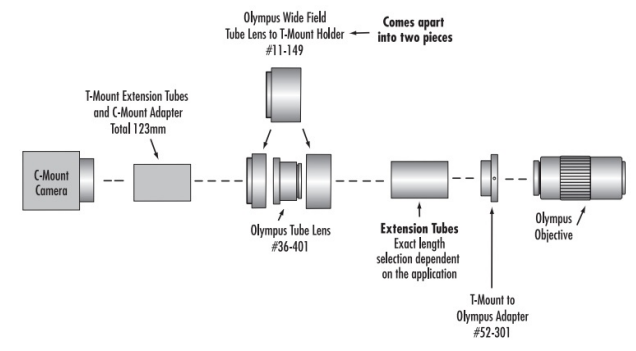 Olympus Wide Field
Tube Lens to T-Mount Holder
#11-149
Comes apart
into two pieces
T-Mount Extension Tubes
and C-Mount Adapter
Total 123mm
C-Mount
Camera
Olympus Tube Lens
#36-401
Extension Tubes
Exact length
selection dependent
on the application
Olympus
Objective
T-Mount to
Olympus Adapter
#52-301